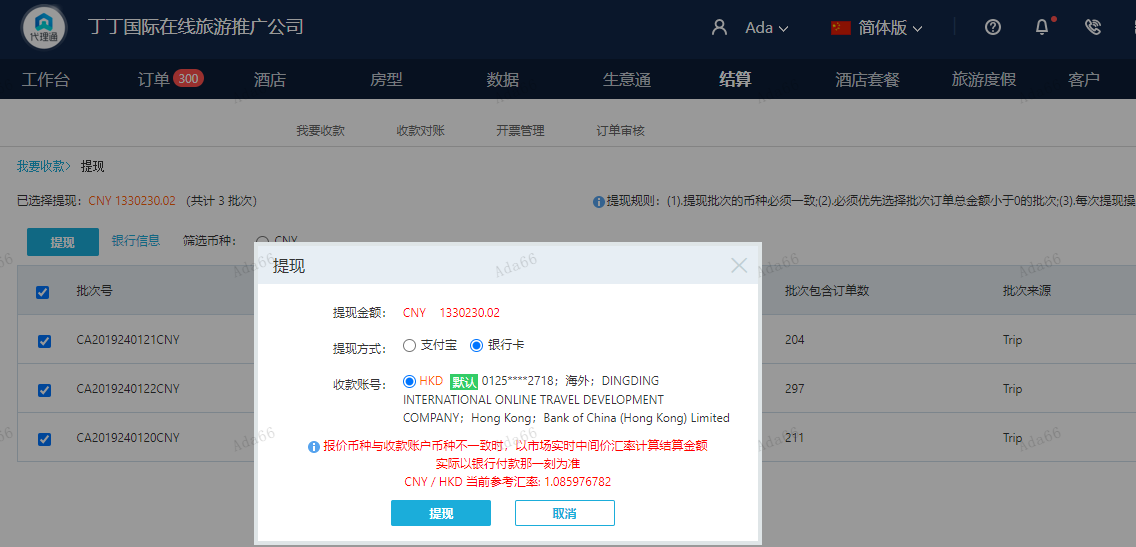 代理通
丁丁国际在线旅游推广公司
Ada
简体版
工作台
订单 300
酒店
房型
数据
生意通
结算
酒店套餐
旅游度假
客户
我要收款
收款对账
开票管理
订单审核
我要收款> 提现
已选择提现：CNY 1330230.02 （共计 3 批次）
提现规则：(1).提现批次的币种必须一致;(2).必须优先选择批次订单总金额小于0的批次;(3).每次提现操
提现
银行信息
筛选币种：
CNY
批次号
批次包含订单数
批次来源
CA2019240121CNY
204
Trip
CA2019240122CNY
297
Trip
CA2019240120CNY
211
Trip
提现
提现金额： CNY 1330230.02
提现方式： 支付宝 银行卡
收款账号： HKD 默认 0125****2718；海外；DINGDING
INTERNATIONAL ONLINE TRAVEL DEVELOPMENT
COMPANY；Hong Kong；Bank of China (Hong Kong) Limited
报价币种与收款账户币种不一致时，以市场实时中间价汇率计算结算金额
实际以银行付款那一刻为准
CNY / HKD 当前参考汇率: 1.085976782
提现
取消
Ada66
Ada66
Ada66
Ada66
Ada66
Ada66
Ada66
Ada66